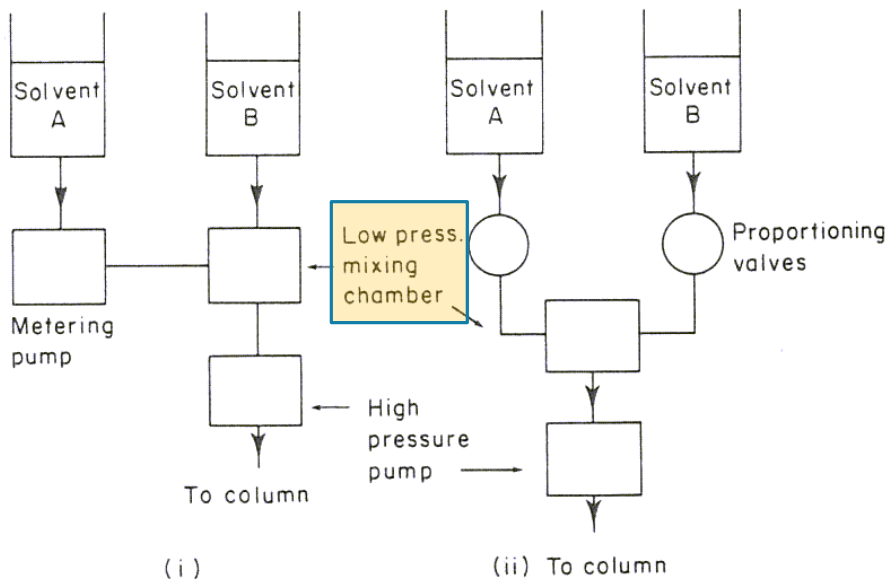 Solvent
A
Solvent
B
Solvent
A
Solvent
B
Low press.
mixing
chamber
Proportioning
valves
Metering
pump
High
pressure
pump
To column
(i)
(ii) To column